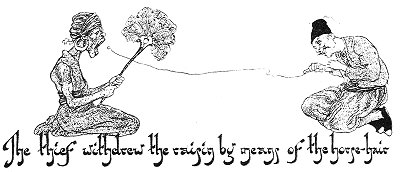 The thief withdrew the raisin by means of the horse-hair